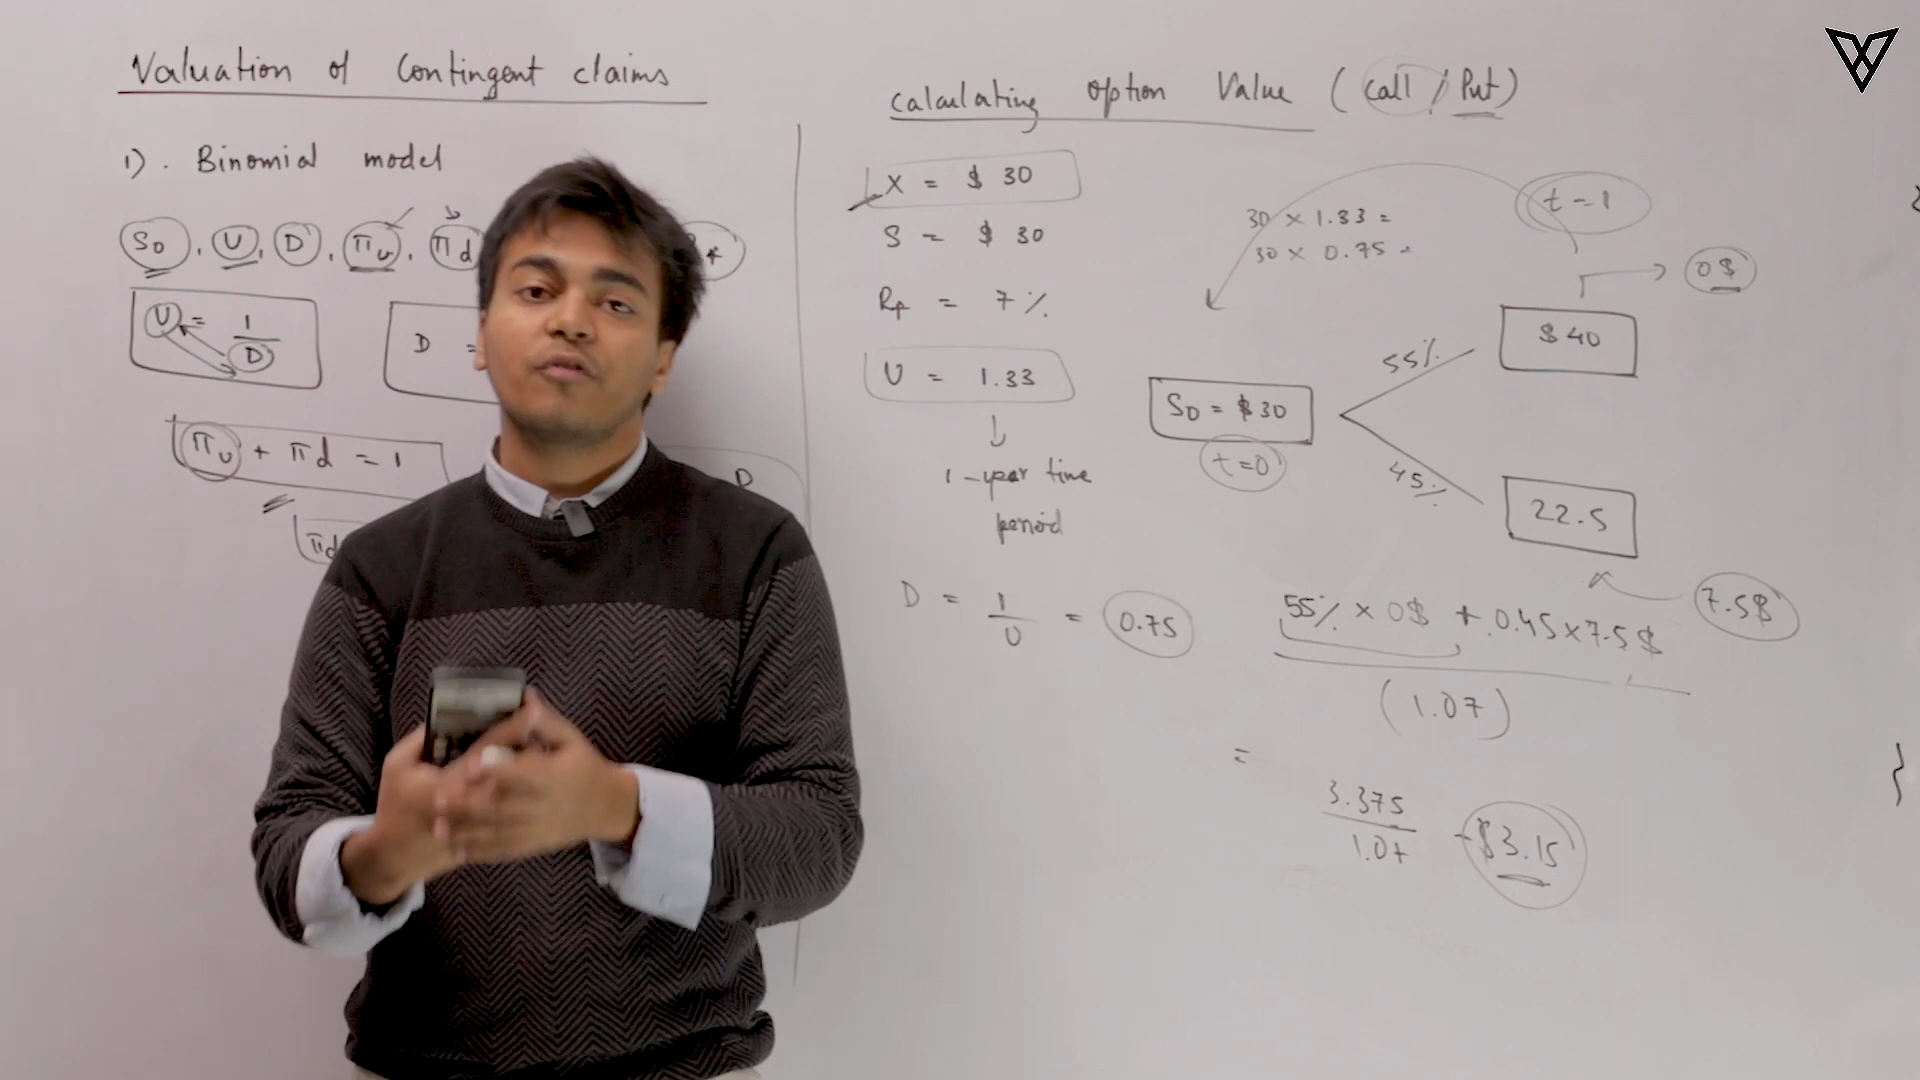 Valuation of Contingent claims
1). Binomial model
S0, U, D, πu, πd
U = 1/D
D =
πu + πd = 1
πd
D
Calculating option Value (Call / Put)
X = $ 30
S = $ 30
Rf = 7%
U = 1.33
1-year time
period
D = 1/U = 0.75
30 × 1.33 =
30 × 0.75 =
t=1
0$
$40
55%
S0 = $30
t=0
45%
22.5
7.5$
55% × 0$ + 0.45×7.5$
(1.07)
=
3.375
1.07
$3.15